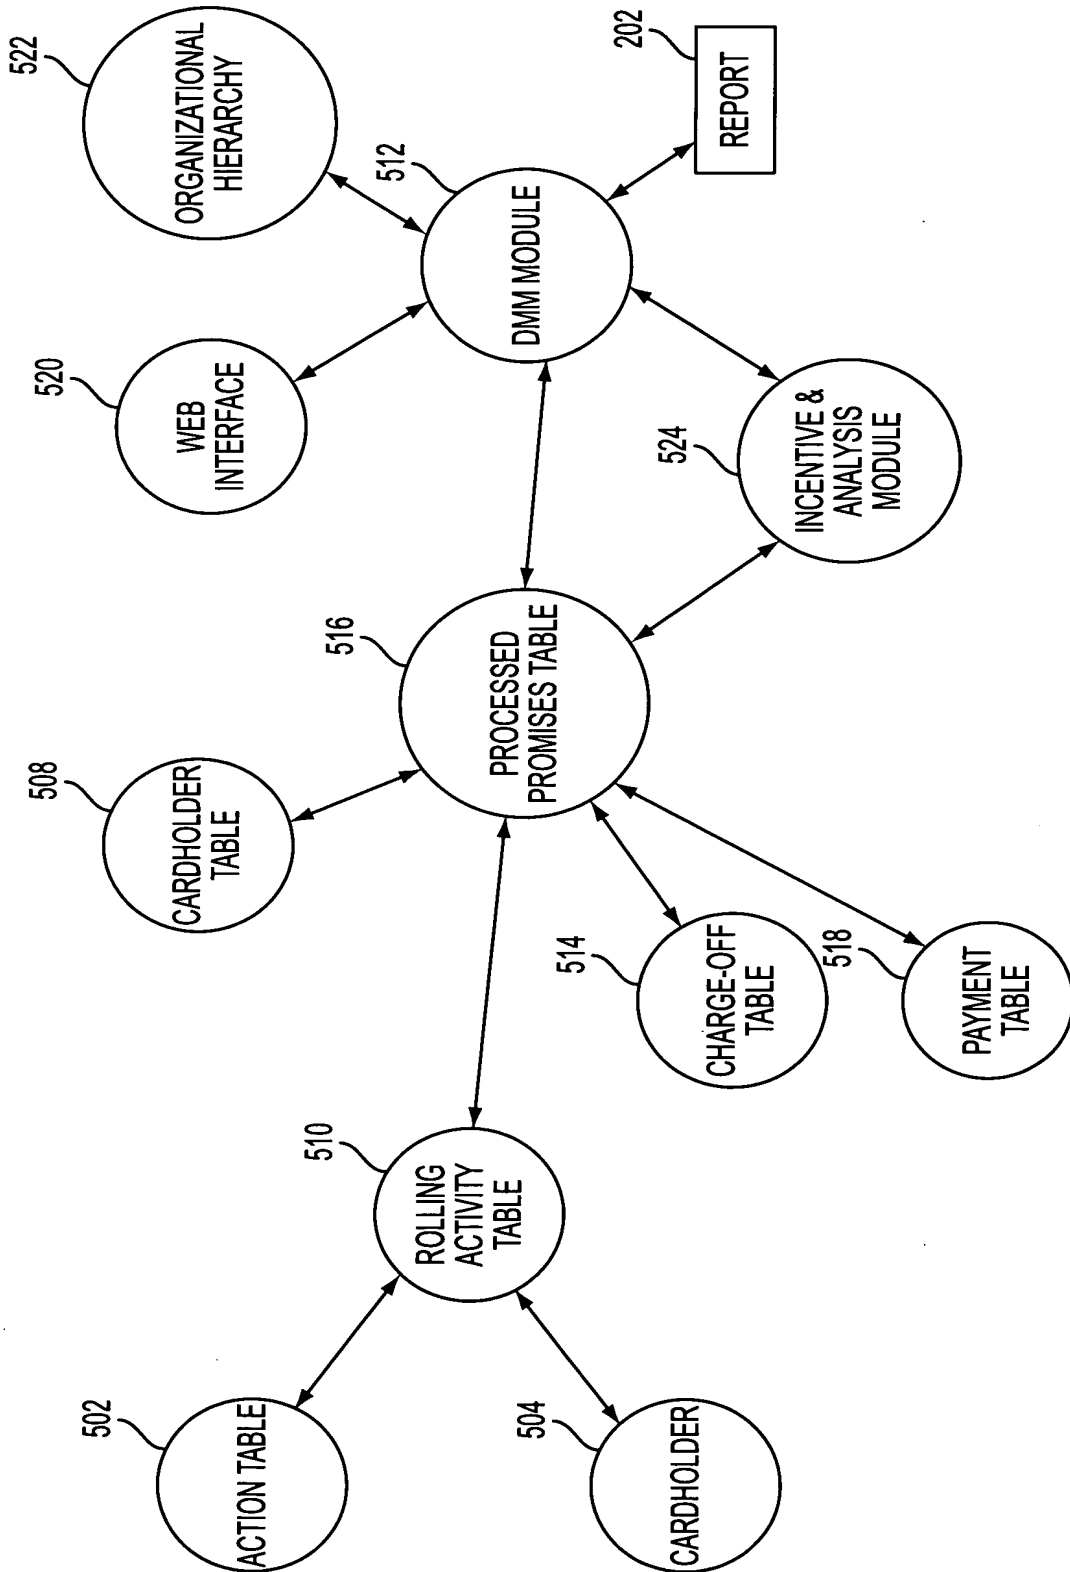 502
ACTION TABLE
504
CARDHOLDER
510
ROLLING
ACTIVITY
TABLE
508
CARDHOLDER
TABLE
514
CHARGE-OFF
TABLE
518
PAYMENT
TABLE
516
PROCESSED
PROMISES TABLE
520
WEB
INTERFACE
522
ORGANIZATIONAL
HIERARCHY
512
DMM MODULE
524
INCENTIVE &
ANALYSIS
MODULE
202
REPORT